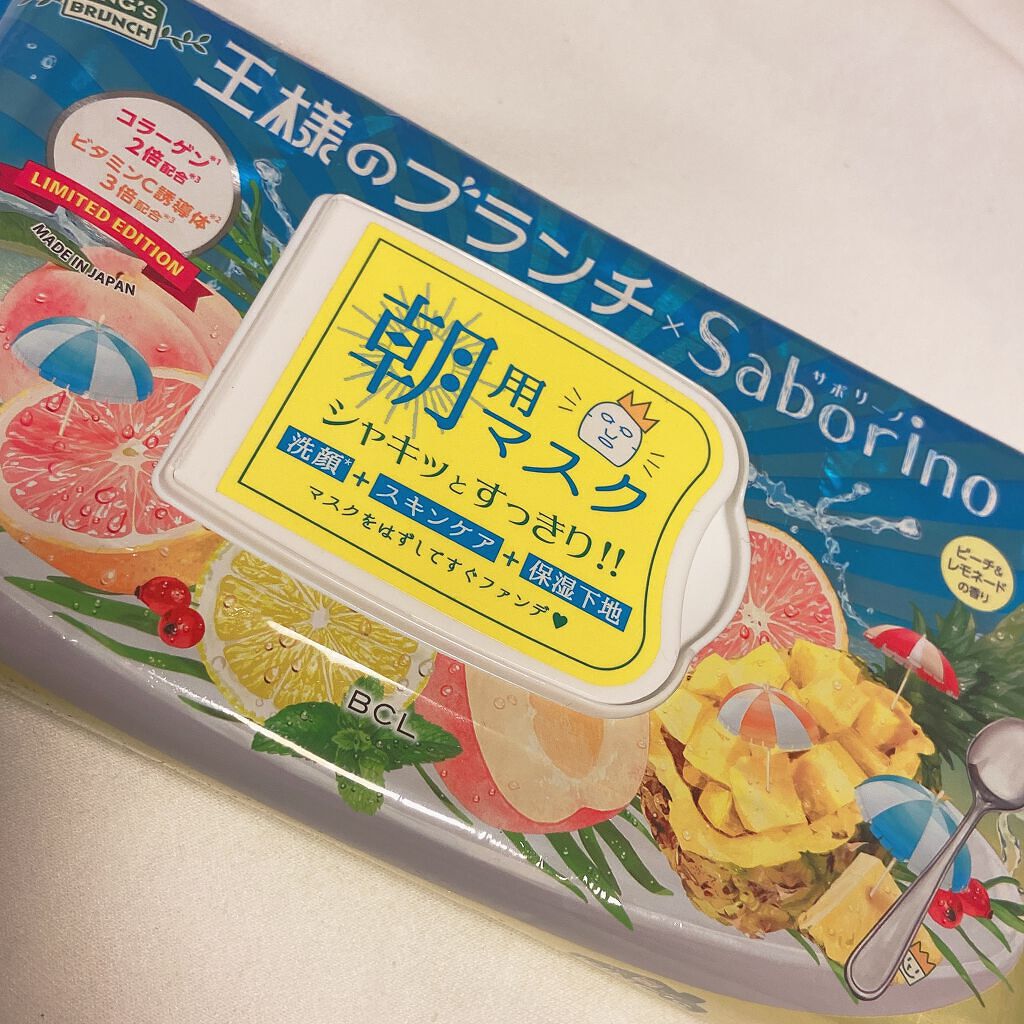 BRUNCH
王様のブランチ × Saborino
サボリーノ
コラーゲン*1
2倍配合*3
ビタミンC誘導体*2
3倍配合*3
LIMITED EDITION
MADE IN JAPAN
朝用マスク
シャキッとすっきり!!
洗顔* + スキンケア + 保湿下地
マスクをはずしてすぐファンデ♥
ピーチ&
レモネード
の香り
BCL